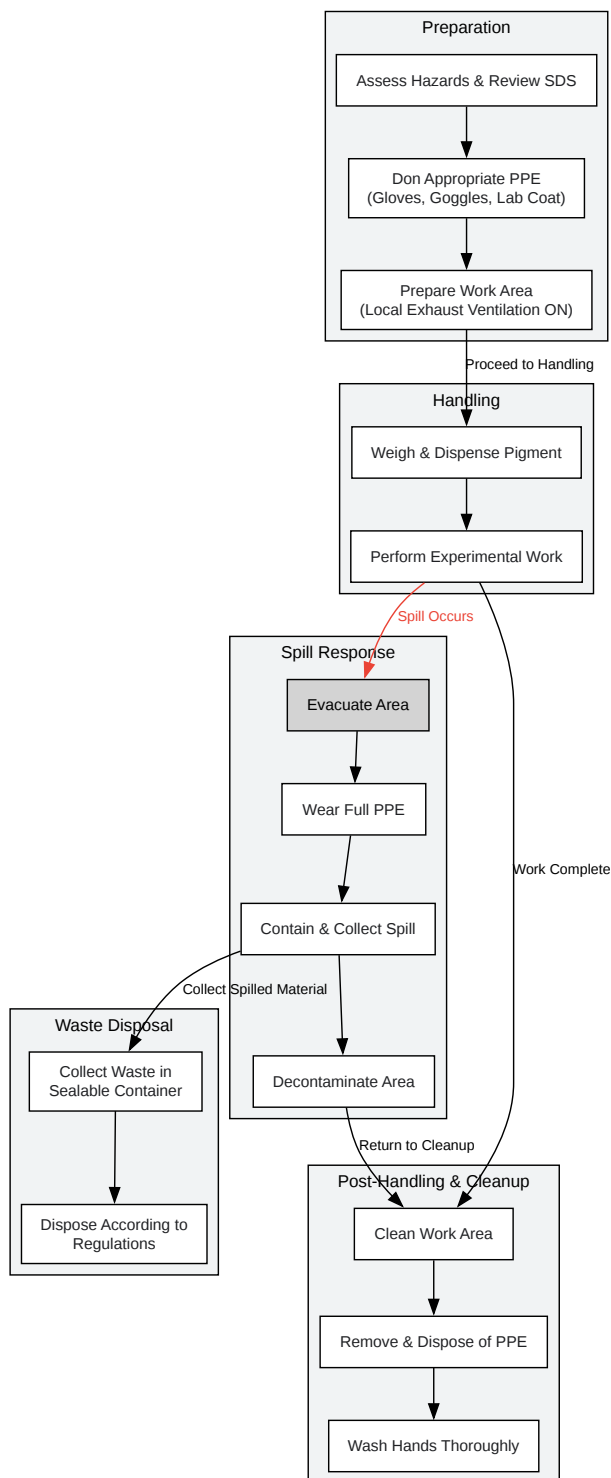 Preparation
Assess Hazards & Review SDS
Don Appropriate PPE
(Gloves, Goggles, Lab Coat)
Prepare Work Area
(Local Exhaust Ventilation ON)
Proceed to Handling
Handling
Weigh & Dispense Pigment
Perform Experimental Work
Spill Occurs
Spill Response
Evacuate Area
Wear Full PPE
Work Complete
Contain & Collect Spill
Collect Spilled Material
Waste Disposal
Collect Waste in
Sealable Container
Decontaminate Area
Return to Cleanup
Post-Handling & Cleanup
Dispose According to
Regulations
Clean Work Area
Remove & Dispose of PPE
Wash Hands Thoroughly